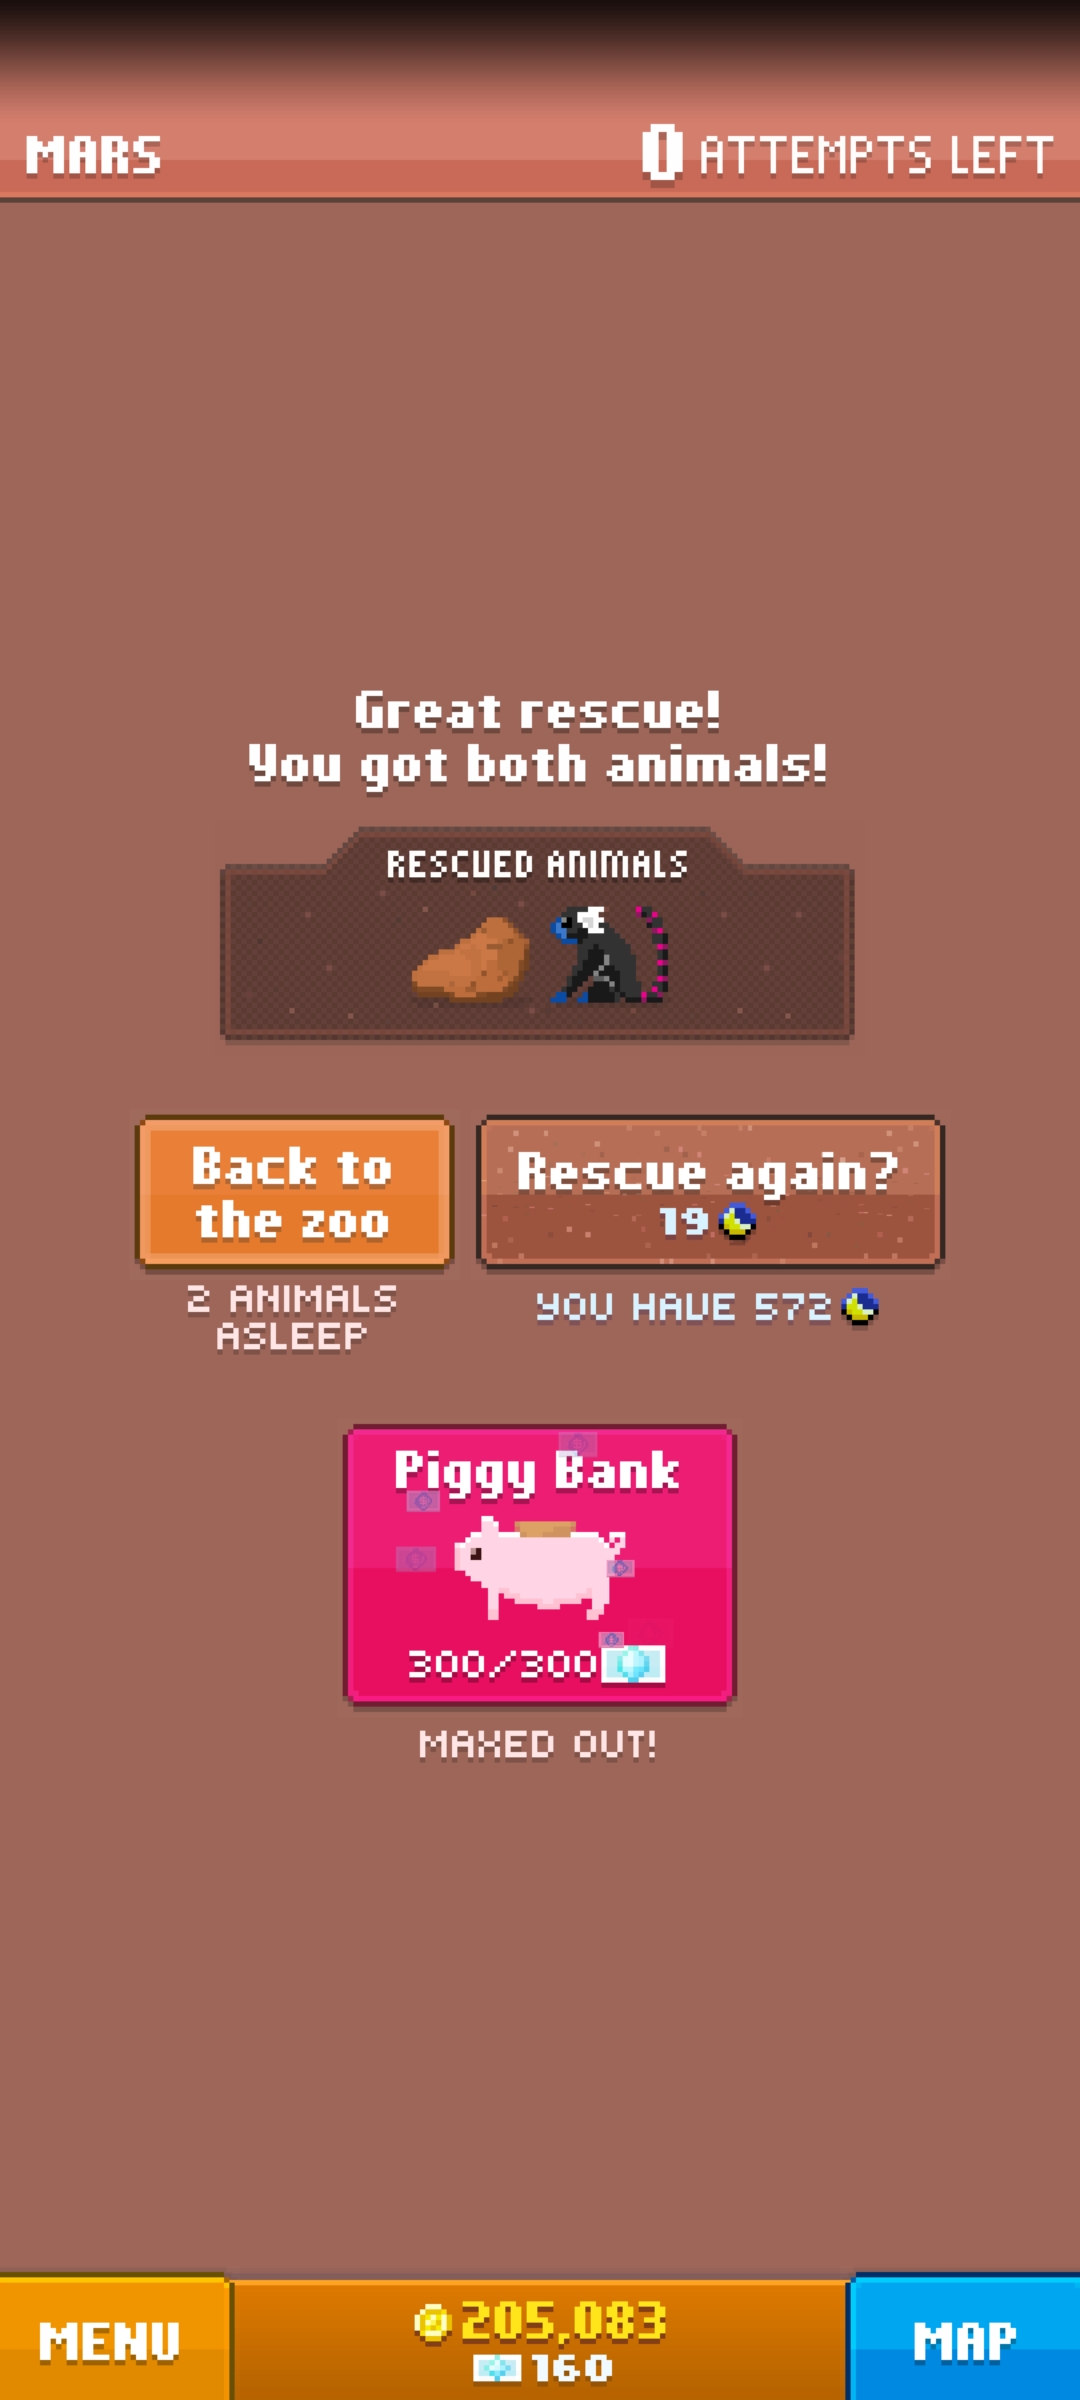 MARS
0 ATTEMPTS LEFT
Great rescue!
You got both animals!
RESCUED ANIMALS
Back to
the zoo
Rescue again?
19
2 ANIMALS
ASLEEP
YOU HAVE 572
Piggy Bank
300/300
MAXED OUT!
MENU
205,083
160
MAP